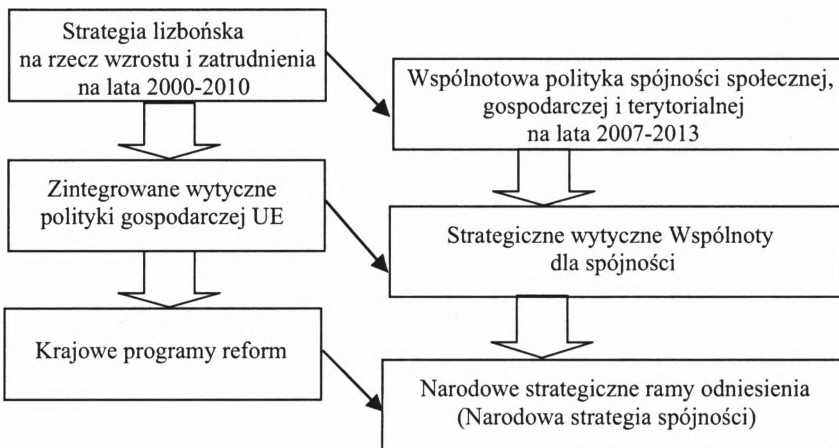 Strategia lizbońska
na rzecz wzrostu i zatrudnienia
na lata 2000-2010
Wspólnotowa polityka spójności społecznej,
gospodarczej i terytorialnej
na lata 2007-2013
Zintegrowane wytyczne
polityki gospodarczej UE
Strategiczne wytyczne Wspólnoty
dla spójności
Krajowe programy reform
Narodowe strategiczne ramy odniesienia
(Narodowa strategia spójności)